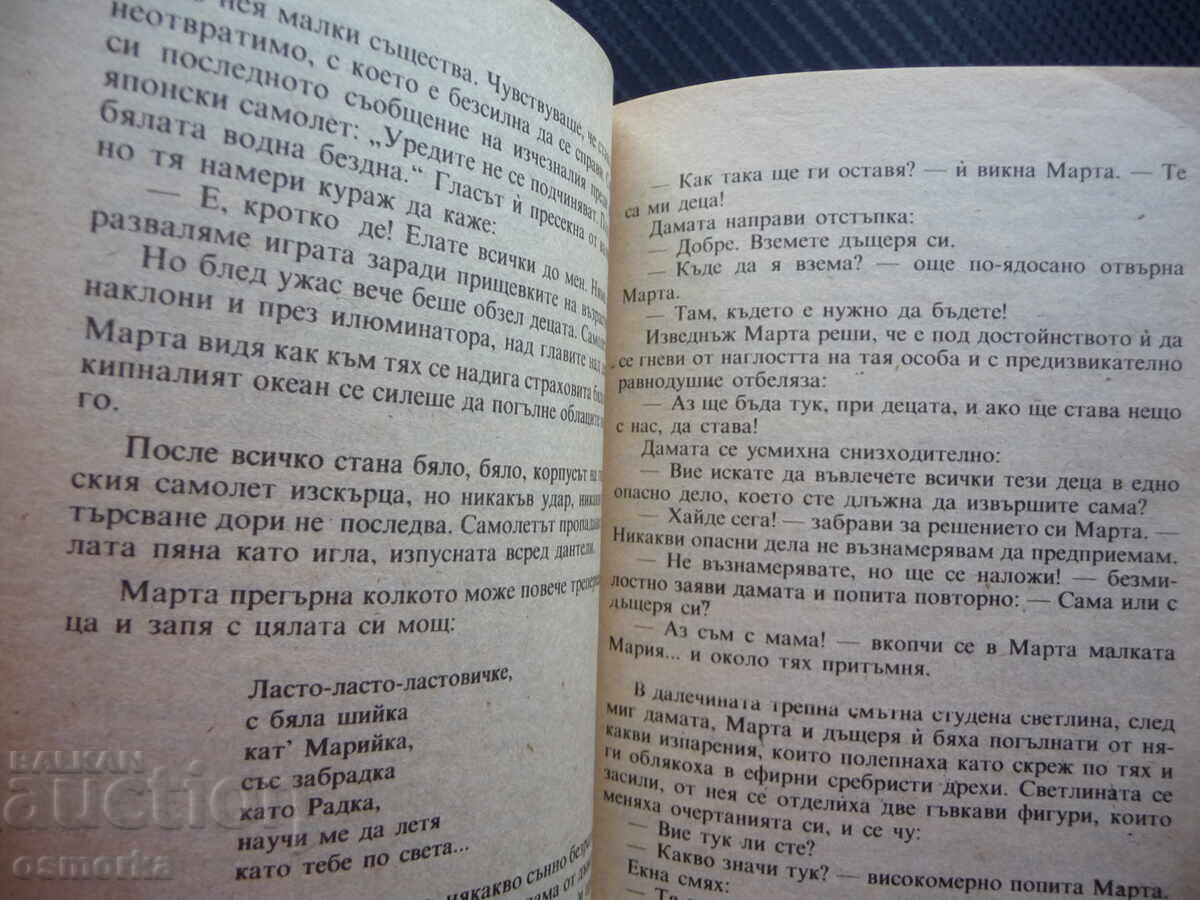 нея малки същества. Чувствуваше, че
неотвратимо, с което е безсилна да се справи.
си последното съобщение на изчезналия
японски самолет: „Уредите не се подчиняват.
бялата водна бездна.“ Гласът ѝ пресекна от
но тя намери кураж да каже:
— Е, кротко де! Елате всички до мен.
разваляме играта заради прищевките на
Но блед ужас вече беше обзел децата.
наклони и през илюминатора, над главите
Марта видя как към тях се надига страховита
кипналият океан се силеше да погълне облаците
го.
После всичко стана бяло, бяло, корпусът на
ския самолет изскърца, но никакъв удар,
търсване дори не последва. Самолетът
лата пяна като игла, изпусната всред дантели.
Марта прегърна колкото може повече
ца и запя с цялата си мощ:
Ласто-ласто-ластовичке,
с бяла шийка
кат’ Марийка,
със забрадка
като Радка,
научи ме да летя
като тебе по света...
някакво сънно
— Как така ще ги оставя? — ѝ викна Марта. — Те
са ми деца!
Дамата направи отстъпка:
— Добре. Вземете дъщеря си.
— Къде да я взема? — още по-ядосано отвърна
Марта.
— Там, където е нужно да бъдете!
Изведнъж Марта реши, че е под достойнството ѝ да
се гневи от наглостта на тая особа и с предизвикателно
равнодушие отбеляза:
— Аз ще бъда тук, при децата, и ако ще става нещо
с нас, да става!
Дамата се усмихна снизходително:
— Вие искате да въвлечете всички тези деца в едно
опасно дело, което сте длъжна да извършите сама?
— Хайде сега! — забрави за решението си Марта. —
Никакви опасни дела не възнамерявам да предприемам.
— Не възнамерявате, но ще се наложи! — безми-
лостно заяви дамата и попита повторно: — Сама или с
дъщеря си?
— Аз съм с мама! — вкопчи се в Марта малката
Мария... и около тях притъмня.
В далечината трепна смътна студена светлина, след
миг дамата, Марта и дъщеря ѝ бяха погълнати от ня-
какви изпарения, които полепнаха като скреж по тях и
ги облякоха в ефирни сребристи дрехи. Светлината се
засили, от нея се отделиха две гъвкави фигури, които
меняха очертанията си, и се чу:
— Вие тук ли сте?
— Какво значи тук? — високомерно попита Марта.
Екна смях:
BALKAN
auction
osmorka